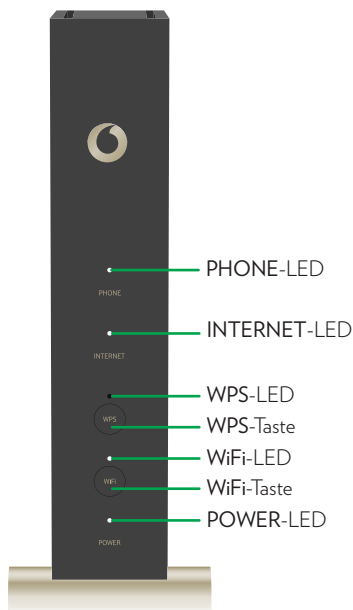 PHONE-LED
PHONE
INTERNET-LED
INTERNET
WPS-LED
WPS
WPS-Taste
WiFi-LED
WiFi
WiFi-Taste
POWER-LED
POWER